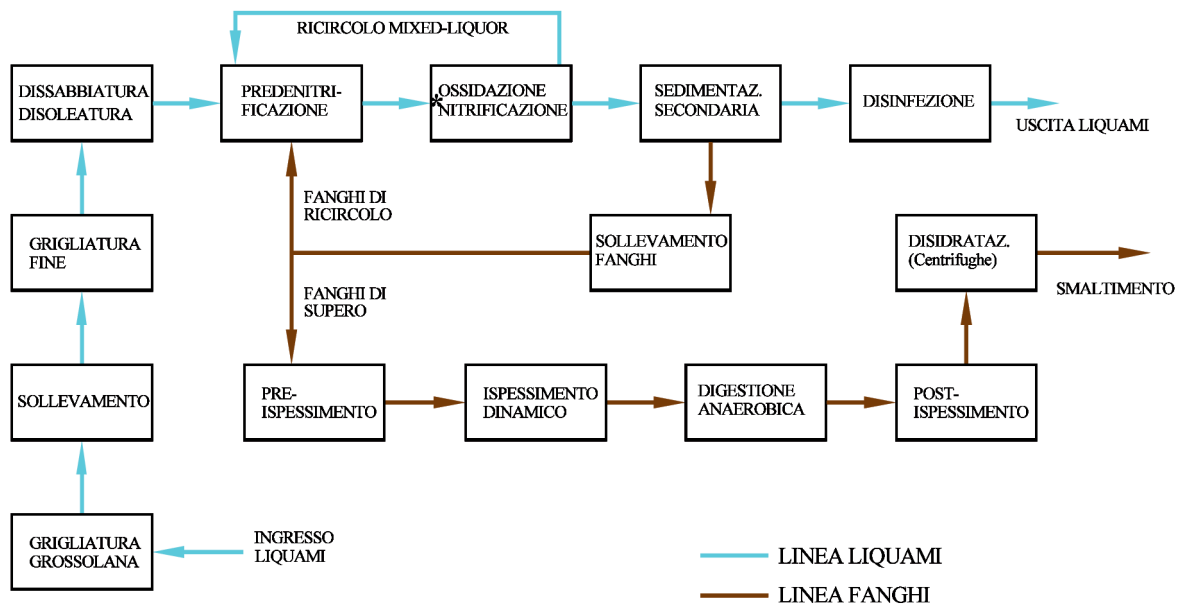 RICIRCOLO MIXED-LIQUOR
DISSABBIATURA
DISOLEATURA
PREDENITRI-
FICAZIONE
*OSSIDAZIONE
NITRIFICAZIONE
SEDIMENTAZ.
SECONDARIA
DISINFEZIONE
USCITA LIQUAMI
FANGHI DI
RICIRCOLO
GRIGLIATURA
FINE
SOLLEVAMENTO
FANGHI
DISIDRATAZ.
(Centrifughe)
SMALTIMENTO
FANGHI DI
SUPERO
SOLLEVAMENTO
PRE-
ISPESSIMENTO
ISPESSIMENTO
DINAMICO
DIGESTIONE
ANAEROBICA
POST-
ISPESSIMENTO
GRIGLIATURA
GROSSOLANA
INGRESSO
LIQUAMI
LINEA LIQUAMI
LINEA FANGHI